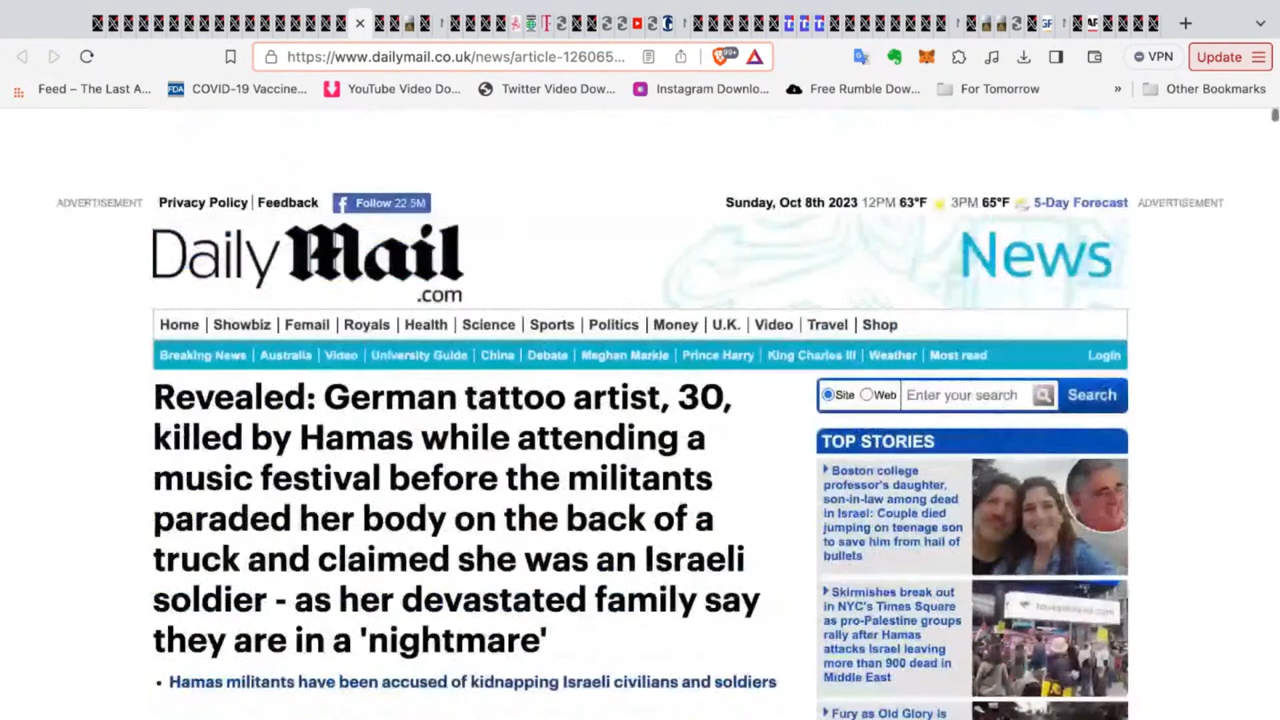 https://www.dailymail.co.uk/news/article-126065...
99+
VPN
Update
Feed – The Last A...
FDA
COVID-19 Vaccine...
YouTube Video Do...
Twitter Video Dow...
Instagram Downlo...
Free Rumble Dow...
For Tomorrow
»
Other Bookmarks
ADVERTISEMENT
Privacy Policy | Feedback
Follow 22.5M
Sunday, Oct 8th 2023 12PM 63°F 3PM 65°F 5-Day Forecast
ADVERTISEMENT
Daily Mail
.com
News
Home | Showbiz | Femail | Royals | Health | Science | Sports | Politics | Money | U.K. | Video | Travel | Shop
Breaking News | Australia | Video | University Guide | China | Debate | Meghan Markle | Prince Harry | King Charles III | Weather | Most read
Login
Revealed: German tattoo artist, 30,
killed by Hamas while attending a
music festival before the militants
paraded her body on the back of a
truck and claimed she was an Israeli
soldier - as her devastated family say
they are in a 'nightmare'
• Hamas militants have been accused of kidnapping Israeli civilians and soldiers
Site Web Enter your search Search
TOP STORIES
Boston college
professor's daughter,
son-in-law among dead
in Israel: Couple died
jumping on teenage son
to save him from hail of
bullets
Skirmishes break out
in NYC's Times Square
as pro-Palestine groups
rally after Hamas
attacks Israel leaving
more than 900 dead in
Middle East
Fury as Old Glory is